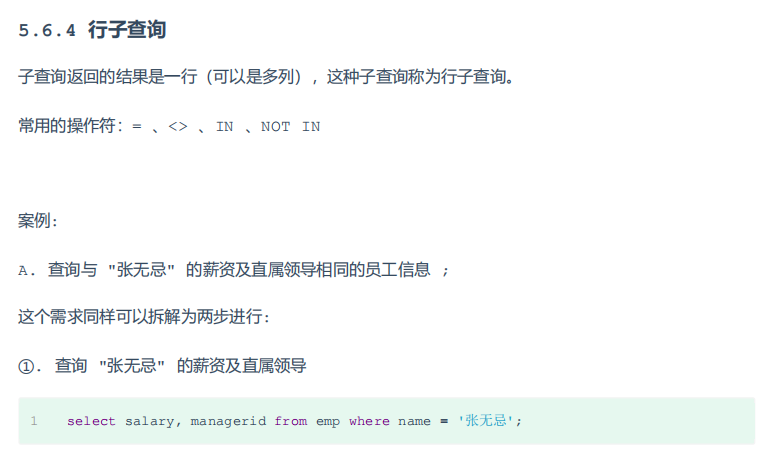 5.6.4 行子查询
子查询返回的结果是一行（可以是多列），这种子查询称为行子查询。
常用的操作符：= 、<> 、IN 、NOT IN
案例:
A. 查询与 "张无忌" 的薪资及直属领导相同的员工信息 ;
这个需求同样可以拆解为两步进行:
①. 查询 "张无忌" 的薪资及直属领导
1 select salary, managerid from emp where name = '张无忌';